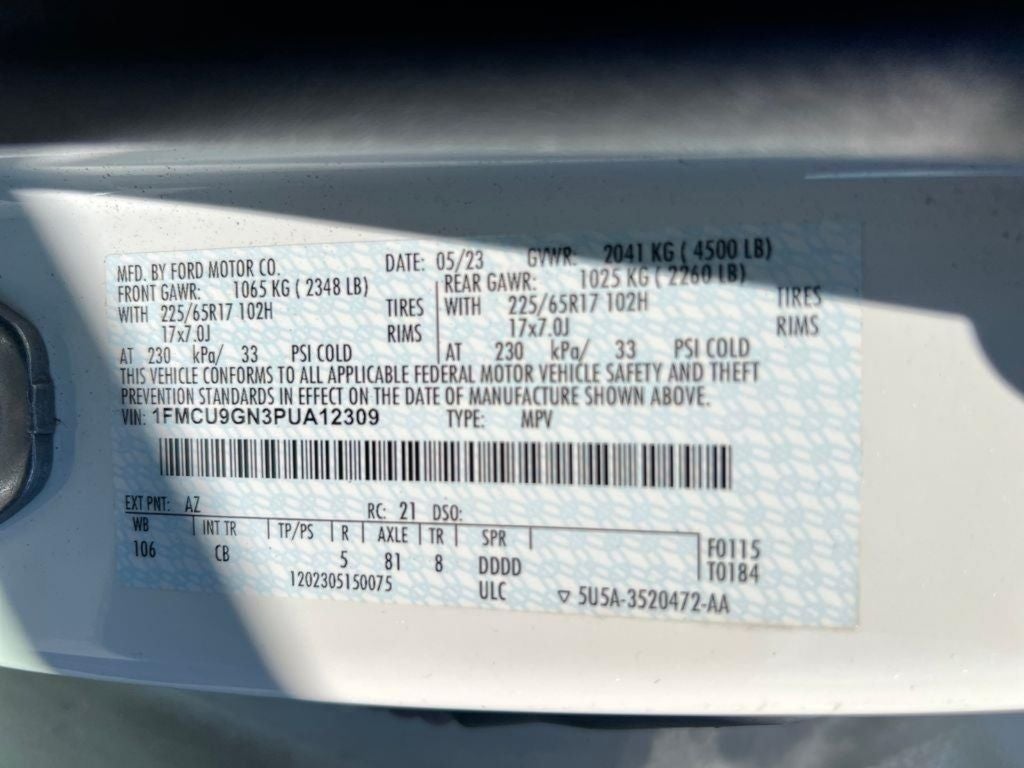 MFD. BY FORD MOTOR CO. DATE: 05/23 GVWR: 2041 KG ( 4500 LB)
FRONT GAWR: 1065 KG ( 2348 LB) REAR GAWR: 1025 KG ( 2260 LB)
WITH 225/65R17 102H TIRES WITH 225/65R17 102H TIRES
17x7.0J RIMS 17x7.0J RIMS
AT 230 kPa/ 33 PSI COLD AT 230 kPa/ 33 PSI COLD
THIS VEHICLE CONFORMS TO ALL APPLICABLE FEDERAL MOTOR VEHICLE SAFETY AND THEFT
PREVENTION STANDARDS IN EFFECT ON THE DATE OF MANUFACTURE SHOWN ABOVE.
VIN: 1FMCU9GN3PUA12309 TYPE: MPV
EXT PNT: AZ RC: 21 DSO:
WB INT TR TP/PS R AXLE TR SPR
106 CB 5 81 8 DDDD F0115
T0184
1202305150075 ULC ▽ 5U5A-3520472-AA